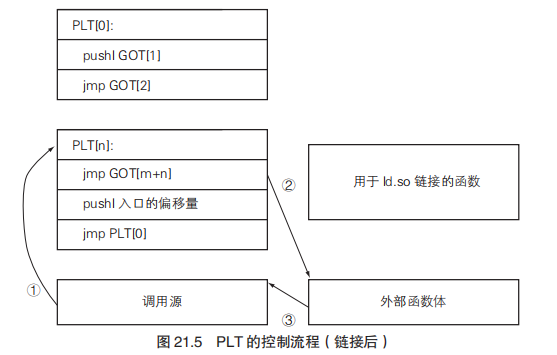 PLT[0]:
pushl GOT[1]
jmp GOT[2]
PLT[n]:
jmp GOT[m+n]
pushl 入口的偏移量
jmp PLT[0]
②
用于 ld.so 链接的函数
①
调用源
③
外部函数体
图 21.5 PLT 的控制流程（链接后）